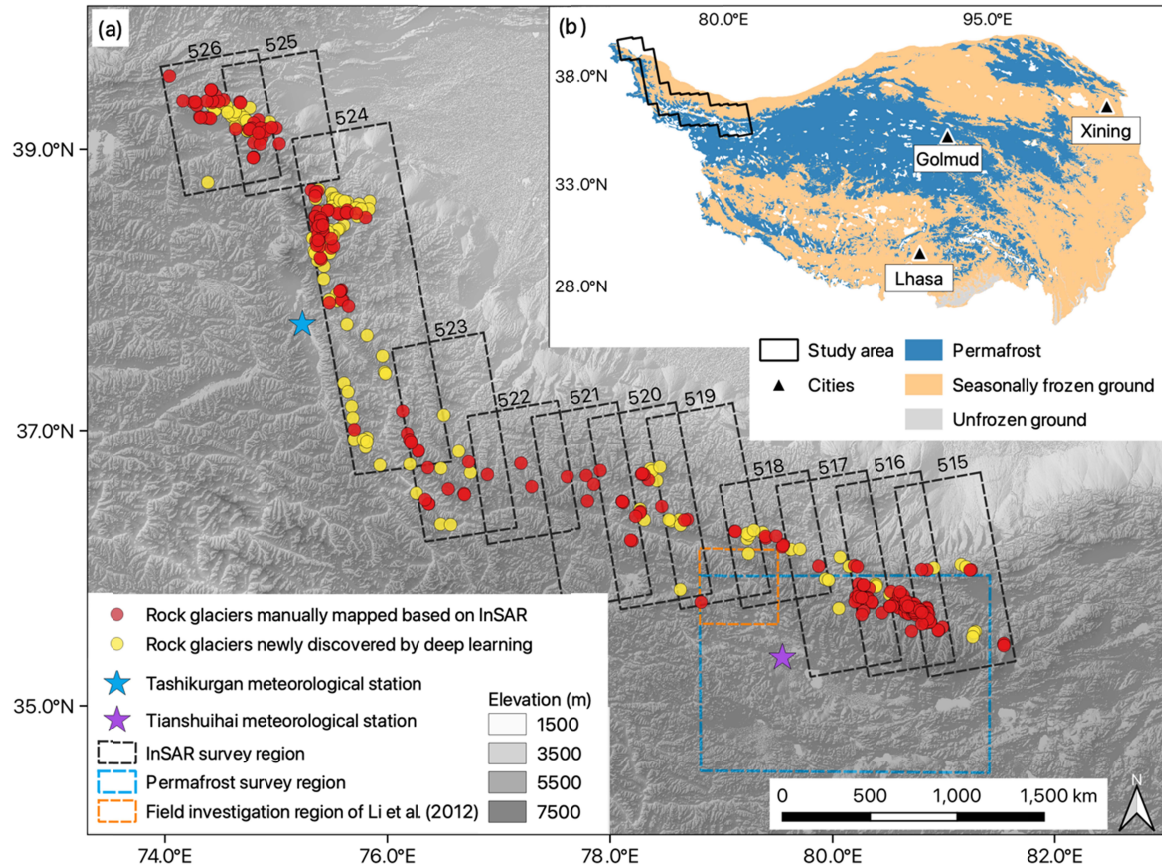 (a)
526
525
524
523
522
521
520
519
518
517
516
515
39.0°N
37.0°N
35.0°N
74.0°E
76.0°E
78.0°E
80.0°E
82.0°E
(b)
80.0°E
95.0°E
38.0°N
33.0°N
28.0°N
Xining
Golmud
Lhasa
Study area
Cities
Permafrost
Seasonally frozen ground
Unfrozen ground
Rock glaciers manually mapped based on InSAR
Rock glaciers newly discovered by deep learning
Tashikurgan meteorological station
Tianshuihai meteorological station
InSAR survey region
Permafrost survey region
Field investigation region of Li et al. (2012)
Elevation (m)
1500
3500
5500
7500
0 500 1,000 1,500 km
N